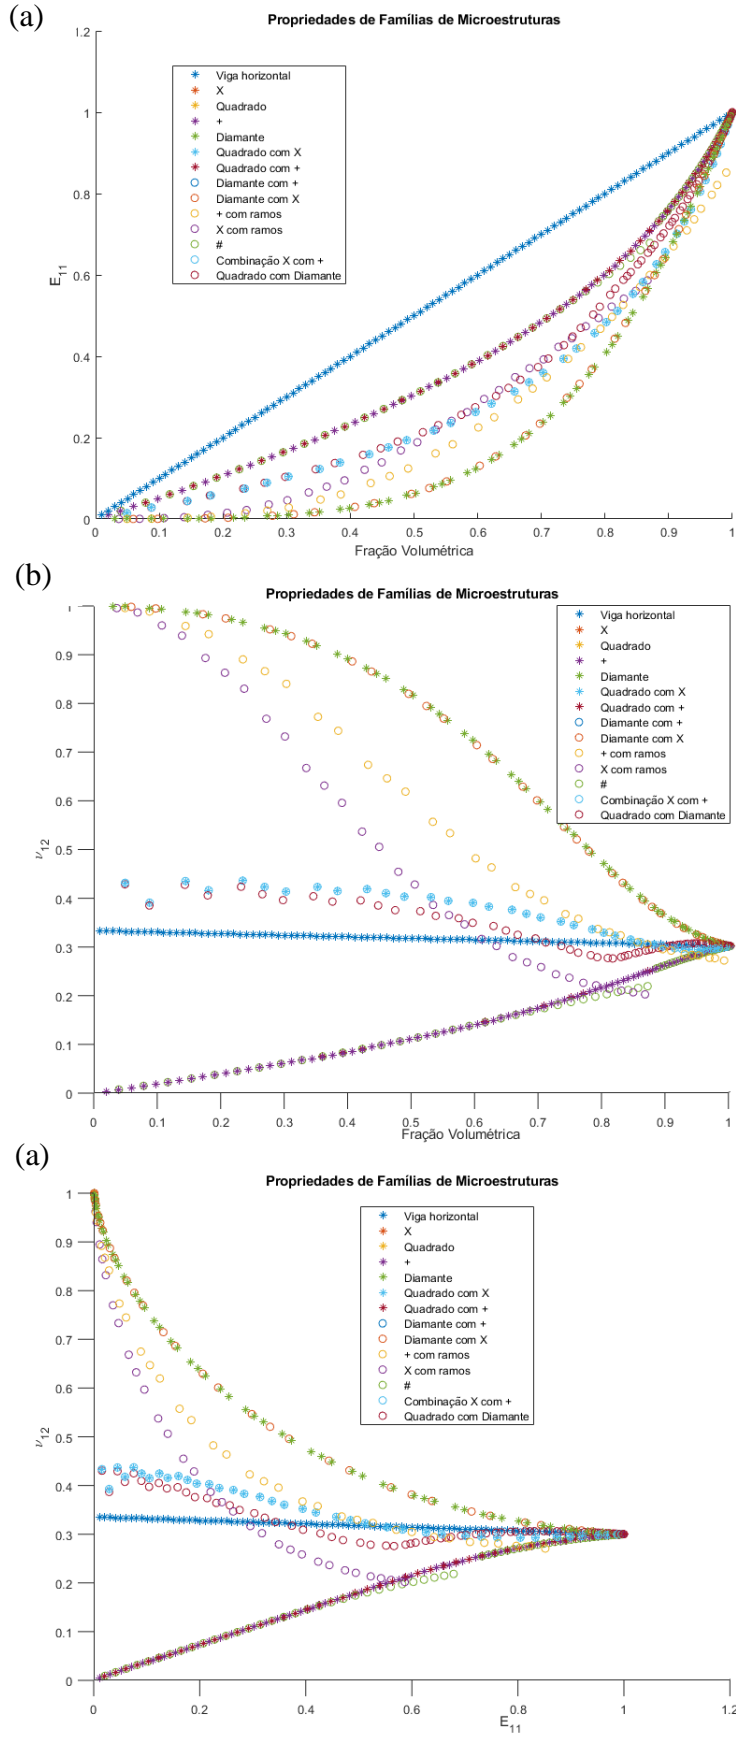 (a)
Propriedades de Famílias de Microestruturas
1.2
1
0.8
0.6
0.4
0.2
0
E11
Viga horizontal
X
Quadrado
+
Diamante
Quadrado com X
Quadrado com +
Diamante com +
Diamante com X
+ com ramos
X com ramos
#
Combinação X com +
Quadrado com Diamante
0 0.1 0.2 0.3 0.4 0.5 0.6 0.7 0.8 0.9 1
Fração Volumétrica
(b)
Propriedades de Famílias de Microestruturas
1
0.9
0.8
0.7
0.6
0.5
0.4
0.3
0.2
0.1
0
ν12
Viga horizontal
X
Quadrado
+
Diamante
Quadrado com X
Quadrado com +
Diamante com +
Diamante com X
+ com ramos
X com ramos
#
Combinação X com +
Quadrado com Diamante
0 0.1 0.2 0.3 0.4 0.5 0.6 0.7 0.8 0.9 1
Fração Volumétrica
(a)
Propriedades de Famílias de Microestruturas
1
0.9
0.8
0.7
0.6
0.5
0.4
0.3
0.2
0.1
0
ν12
Viga horizontal
X
Quadrado
+
Diamante
Quadrado com X
Quadrado com +
Diamante com +
Diamante com X
+ com ramos
X com ramos
#
Combinação X com +
Quadrado com Diamante
0 0.2 0.4 0.6 0.8 1 1.2
E11